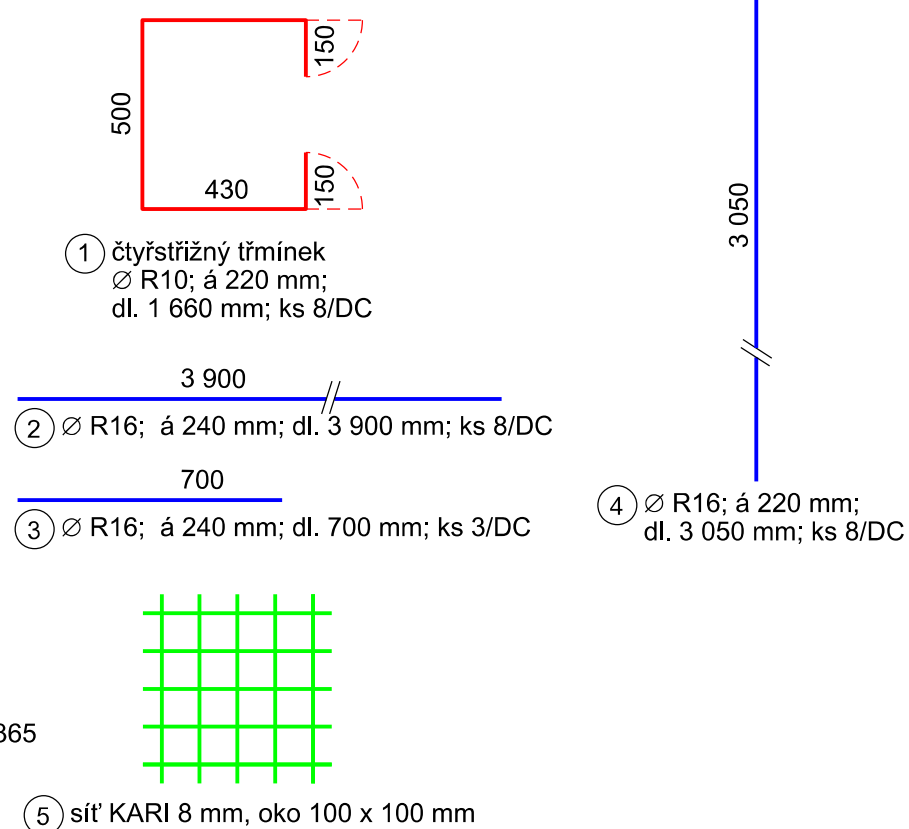 150
500
430
150
1 čtyřstřižný třmínek
∅ R10; á 220 mm;
dl. 1 660 mm; ks 8/DC
3 050
3 900
2 ∅ R16; á 240 mm; dl. 3 900 mm; ks 8/DC
700
3 ∅ R16; á 240 mm; dl. 700 mm; ks 3/DC
4 ∅ R16; á 220 mm;
dl. 3 050 mm; ks 8/DC
365
5 síť KARI 8 mm, oko 100 x 100 mm